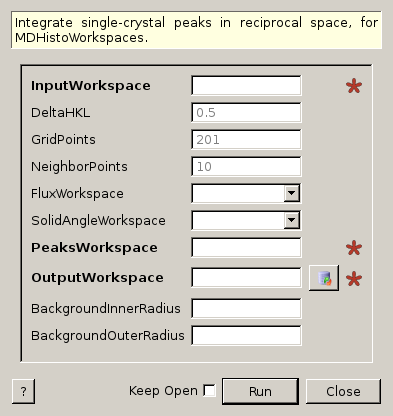 Integrate single-crystal peaks in reciprocal space, for
MDHistoWorkspaces.
InputWorkspace
DeltaHKL 0.5
GridPoints 201
NeighborPoints 10
FluxWorkspace
SolidAngleWorkspace
PeaksWorkspace
OutputWorkspace
BackgroundInnerRadius
BackgroundOuterRadius
? Keep Open Run Close